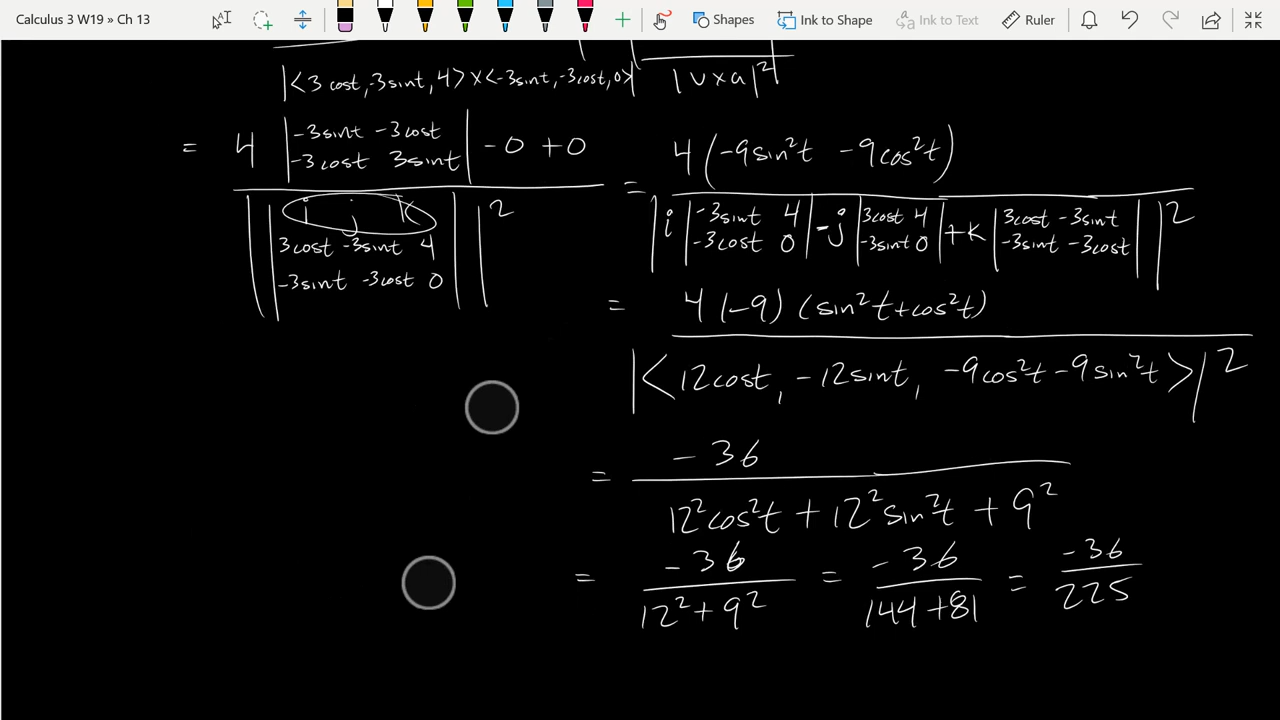 Calculus 3 W19 » Ch 13
Shapes
Ink to Shape
Ink to Text
Ruler
|<3cost, -3sint, 4> × <-3sint, -3cost, 0>|
|v×a|²
= 4 |-3sint -3cost
-3cost 3sint| -0 +0
||i j k
3cost -3sint 4
-3sint -3cost 0||²
= 4(-9sin²t -9cos²t)
|i |-3sint 4
-3cost 0| -j |3cost 4
-3sint 0| +k |3cost -3sint
-3sint -3cost||²
= 4(-9)(sin²t+cos²t)
|<12cost, -12sint, -9cos²t-9sin²t>|²
= -36
12²cos²t + 12²sin²t + 9²
= -36 = -36 = -36
12²+9² 144+81 225